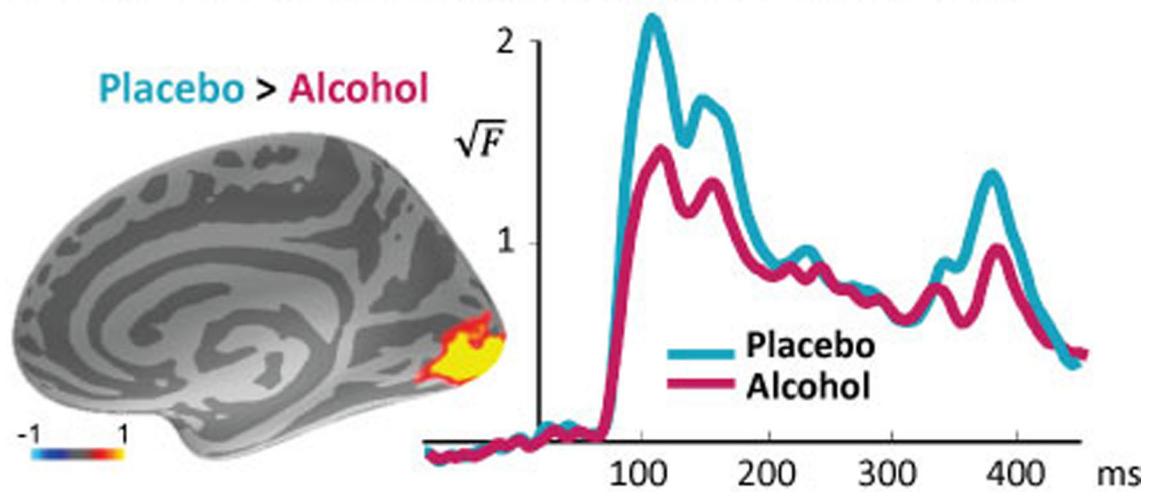 Placebo > Alcohol
-1 1
√F
2
1
Placebo
Alcohol
100 200 300 400 ms